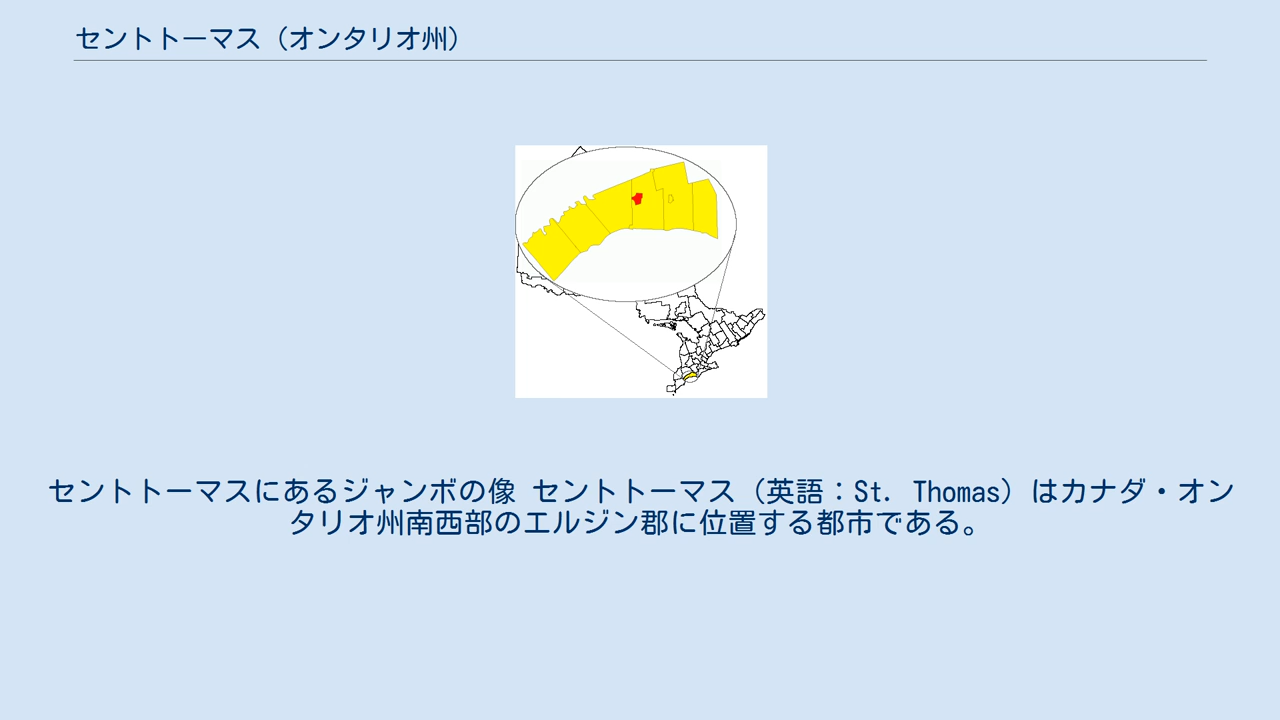 セントトーマス（オンタリオ州）
セントトーマスにあるジャンボの像 セントトーマス（英語：St. Thomas）はカナダ・オン
タリオ州南西部のエルジン郡に位置する都市である。